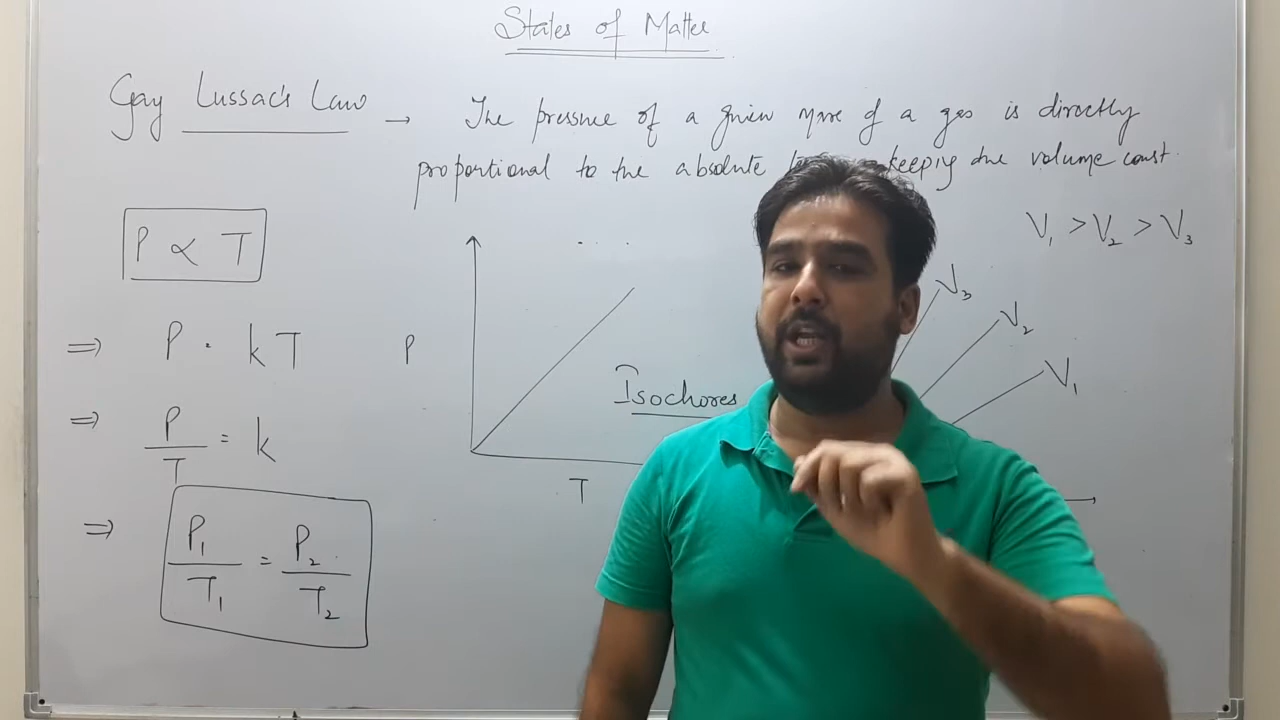 States of Matter
Gay Lussac's Law → The pressure of a given mass of a gas is directly
proportional to the absolute keeping the volume const.
P ∝ T
V₁ > V₂ > V₃
⇒ P = kT
P
V₃
V₂
V₁
Isochores
⇒ P/T = k
T
⇒ P₁/T₁ = P₂/T₂